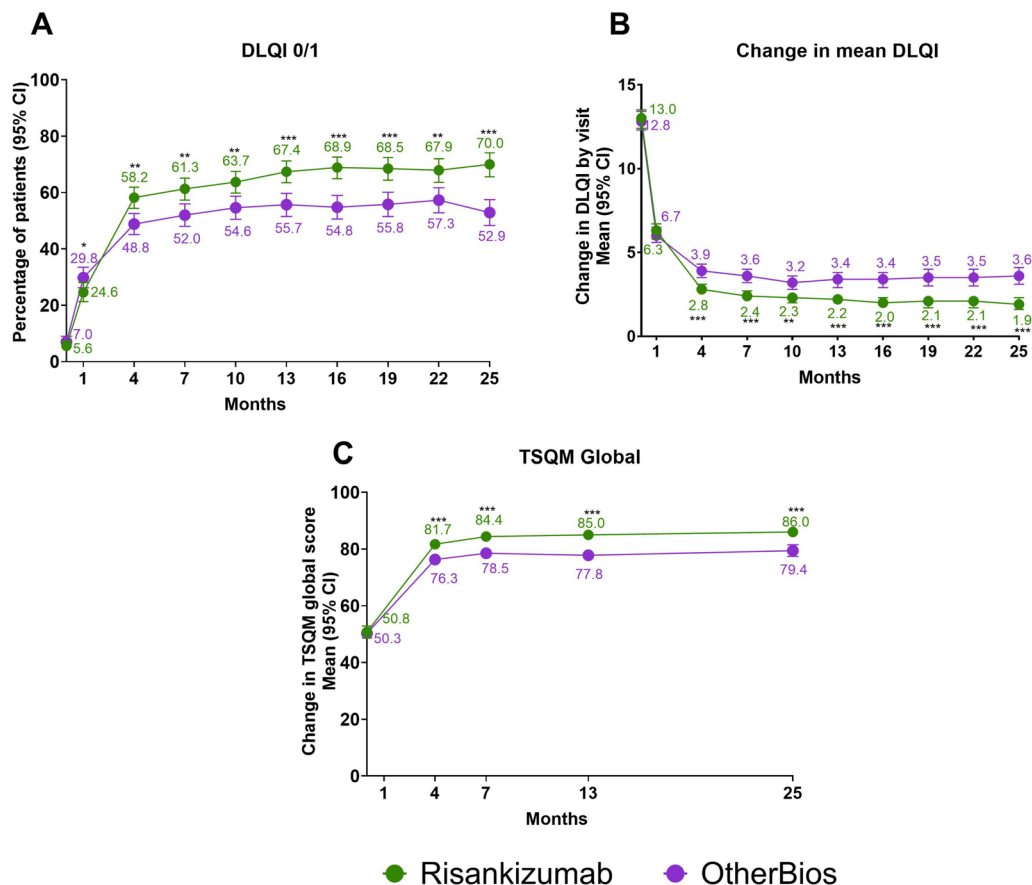 A
DLQI 0/1
Percentage of patients (95% CI)
100
80
60
40
20
0
* ** ** ** *** *** *** ** ***
5.6 24.6 58.2 61.3 63.7 67.4 68.9 68.5 67.9 70.0
7.0 29.8 48.8 52.0 54.6 55.7 54.8 55.8 57.3 52.9
1 4 7 10 13 16 19 22 25
Months
B
Change in mean DLQI
Change in DLQI by visit
Mean (95% CI)
15
10
5
0
12.8 6.7 3.9 3.6 3.2 3.4 3.4 3.5 3.5 3.6
13.0 6.3 2.8 2.4 2.3 2.2 2.0 2.1 2.1 1.9
*** *** ** *** *** *** *** ***
1 4 7 10 13 16 19 22 25
Months
C
TSQM Global
Change in TSQM global score
Mean (95% CI)
100
80
60
40
20
0
*** *** *** ***
50.8 81.7 84.4 85.0 86.0
50.3 76.3 78.5 77.8 79.4
1 4 7 13 25
Months
Risankizumab
OtherBios